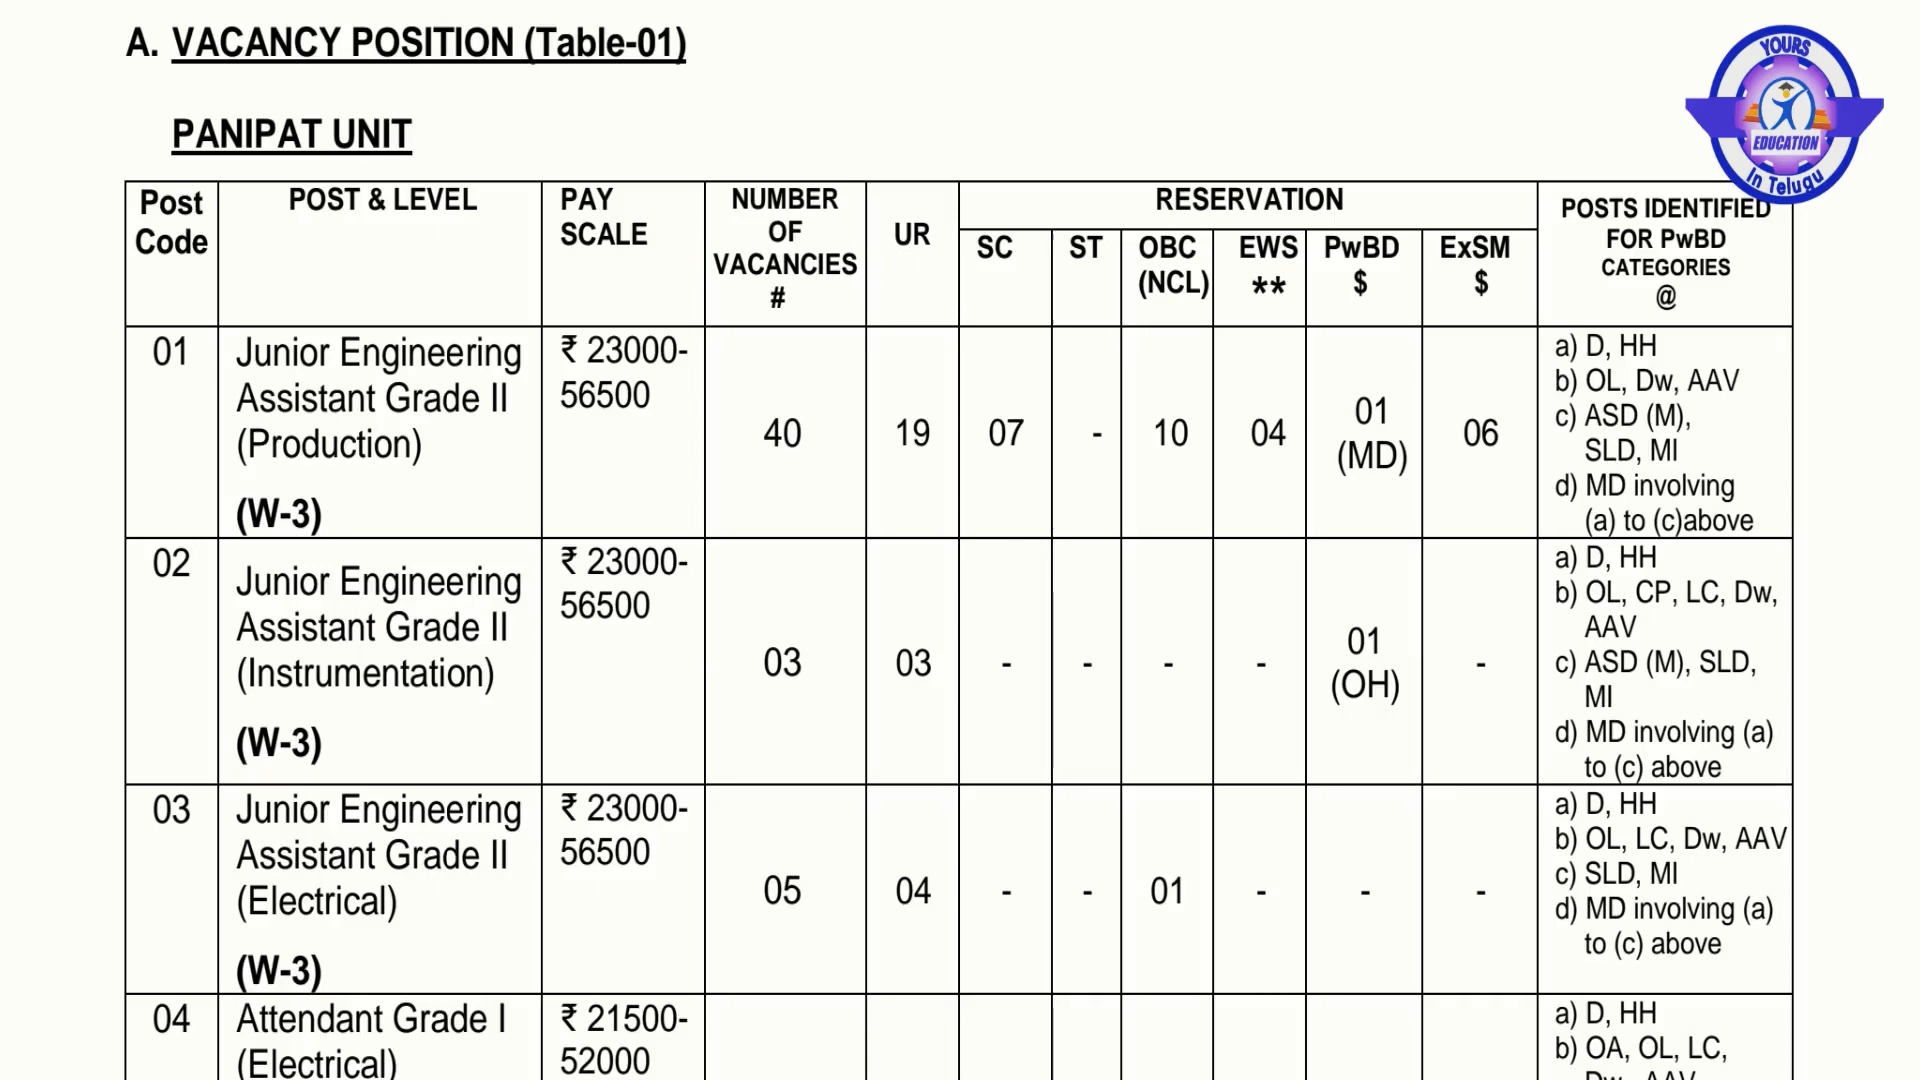 A. VACANCY POSITION (Table-01)
PANIPAT UNIT
YOURS
EDUCATION
In Telugu
Post Code POST & LEVEL PAY SCALE NUMBER OF VACANCIES # UR RESERVATION POSTS IDENTIFIED FOR PwBD CATEGORIES @
SC ST OBC (NCL) EWS ** PwBD $ ExSM $
01 Junior Engineering Assistant Grade II (Production) (W-3) ₹ 23000-56500 40 19 07 - 10 04 01 (MD) 06
a) D, HH
b) OL, Dw, AAV
c) ASD (M),
SLD, MI
d) MD involving
(a) to (c)above
02 Junior Engineering Assistant Grade II (Instrumentation) (W-3) ₹ 23000-56500 03 03 - - - - 01 (OH) -
a) D, HH
b) OL, CP, LC, Dw,
AAV
c) ASD (M), SLD,
MI
d) MD involving (a)
to (c) above
03 Junior Engineering Assistant Grade II (Electrical) (W-3) ₹ 23000-56500 05 04 - - 01 - - -
a) D, HH
b) OL, LC, Dw, AAV
c) SLD, MI
d) MD involving (a)
to (c) above
04 Attendant Grade I (Electrical) ₹ 21500-52000
a) D, HH
b) OA, OL, LC,